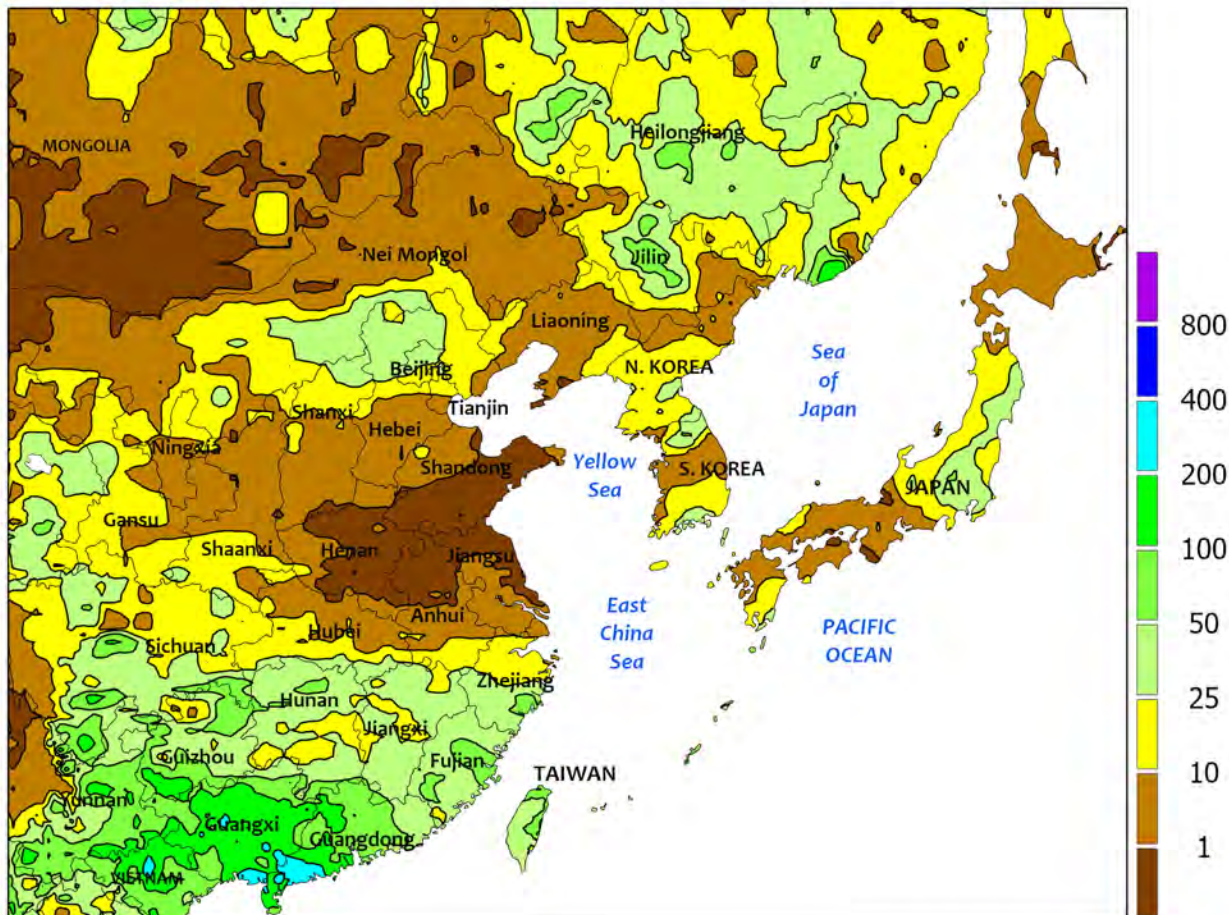 MONGOLIA
Heilongjiang
Nei Mongol
Jilin
Liaoning
Sea
of
Japan
800
Beijing
N. KOREA
400
Shanxi
Tianjin
Hebei
Ningxia
Shandong
Yellow
Sea
S. KOREA
JAPAN
200
Gansu
Shaanxi
Henan
Jiangsu
100
Anhui
Hubei
East
China
Sea
PACIFIC
OCEAN
50
Sichuan
Zhejiang
Hunan
25
Jiangxi
Guizhou
Fujian
TAIWAN
10
Yunnan
Guangxi
Guangdong
1
VIETNAM